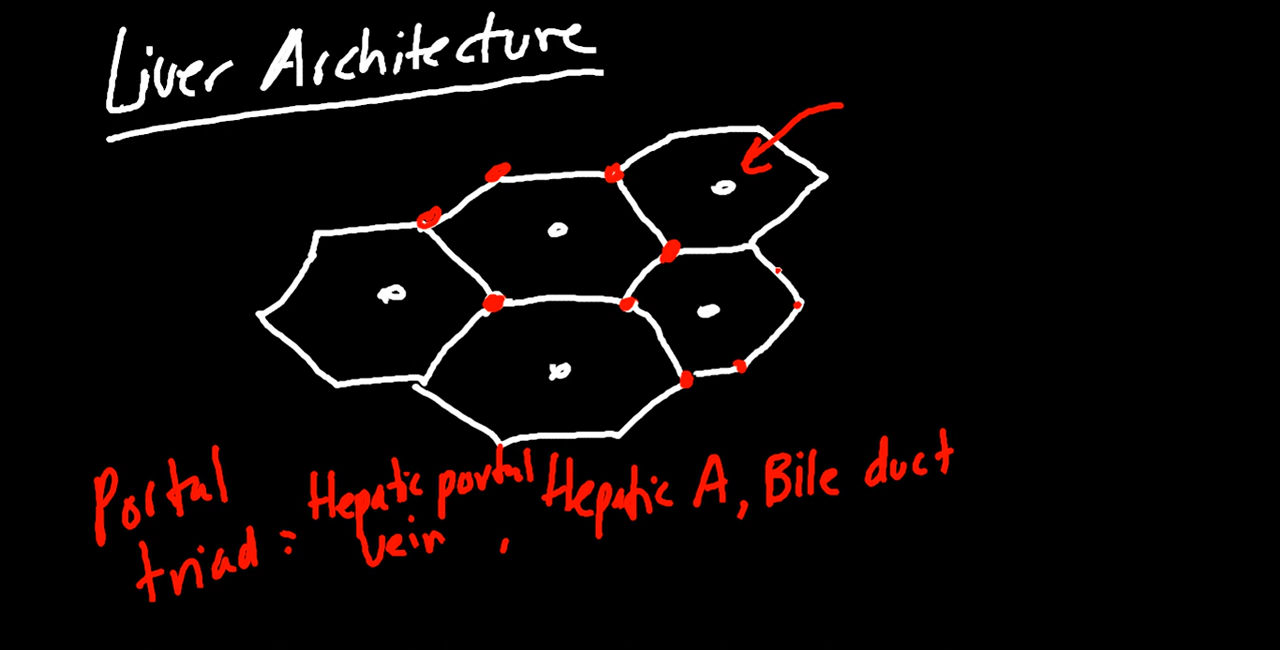 Liver Architecture
Portal triad = Hepatic portal vein, Hepatic A, Bile duct